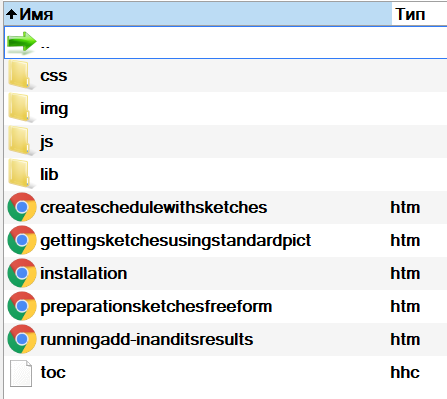 Имя Тип
..
css
img
js
lib
createschedulewithsketches htm
gettingsketchesusingstandardpict htm
installation htm
preparationsketchesfreeform htm
runningadd-inanditsresults htm
toc hhc